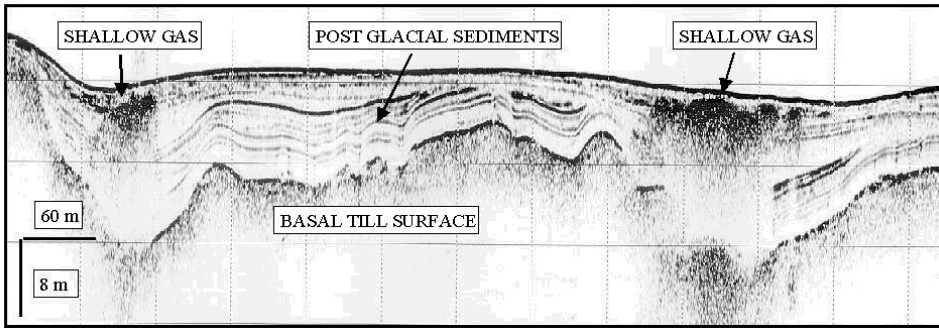 SHALLOW GAS
POST GLACIAL SEDIMENTS
SHALLOW GAS
60 m
BASAL TILL SURFACE
8 m